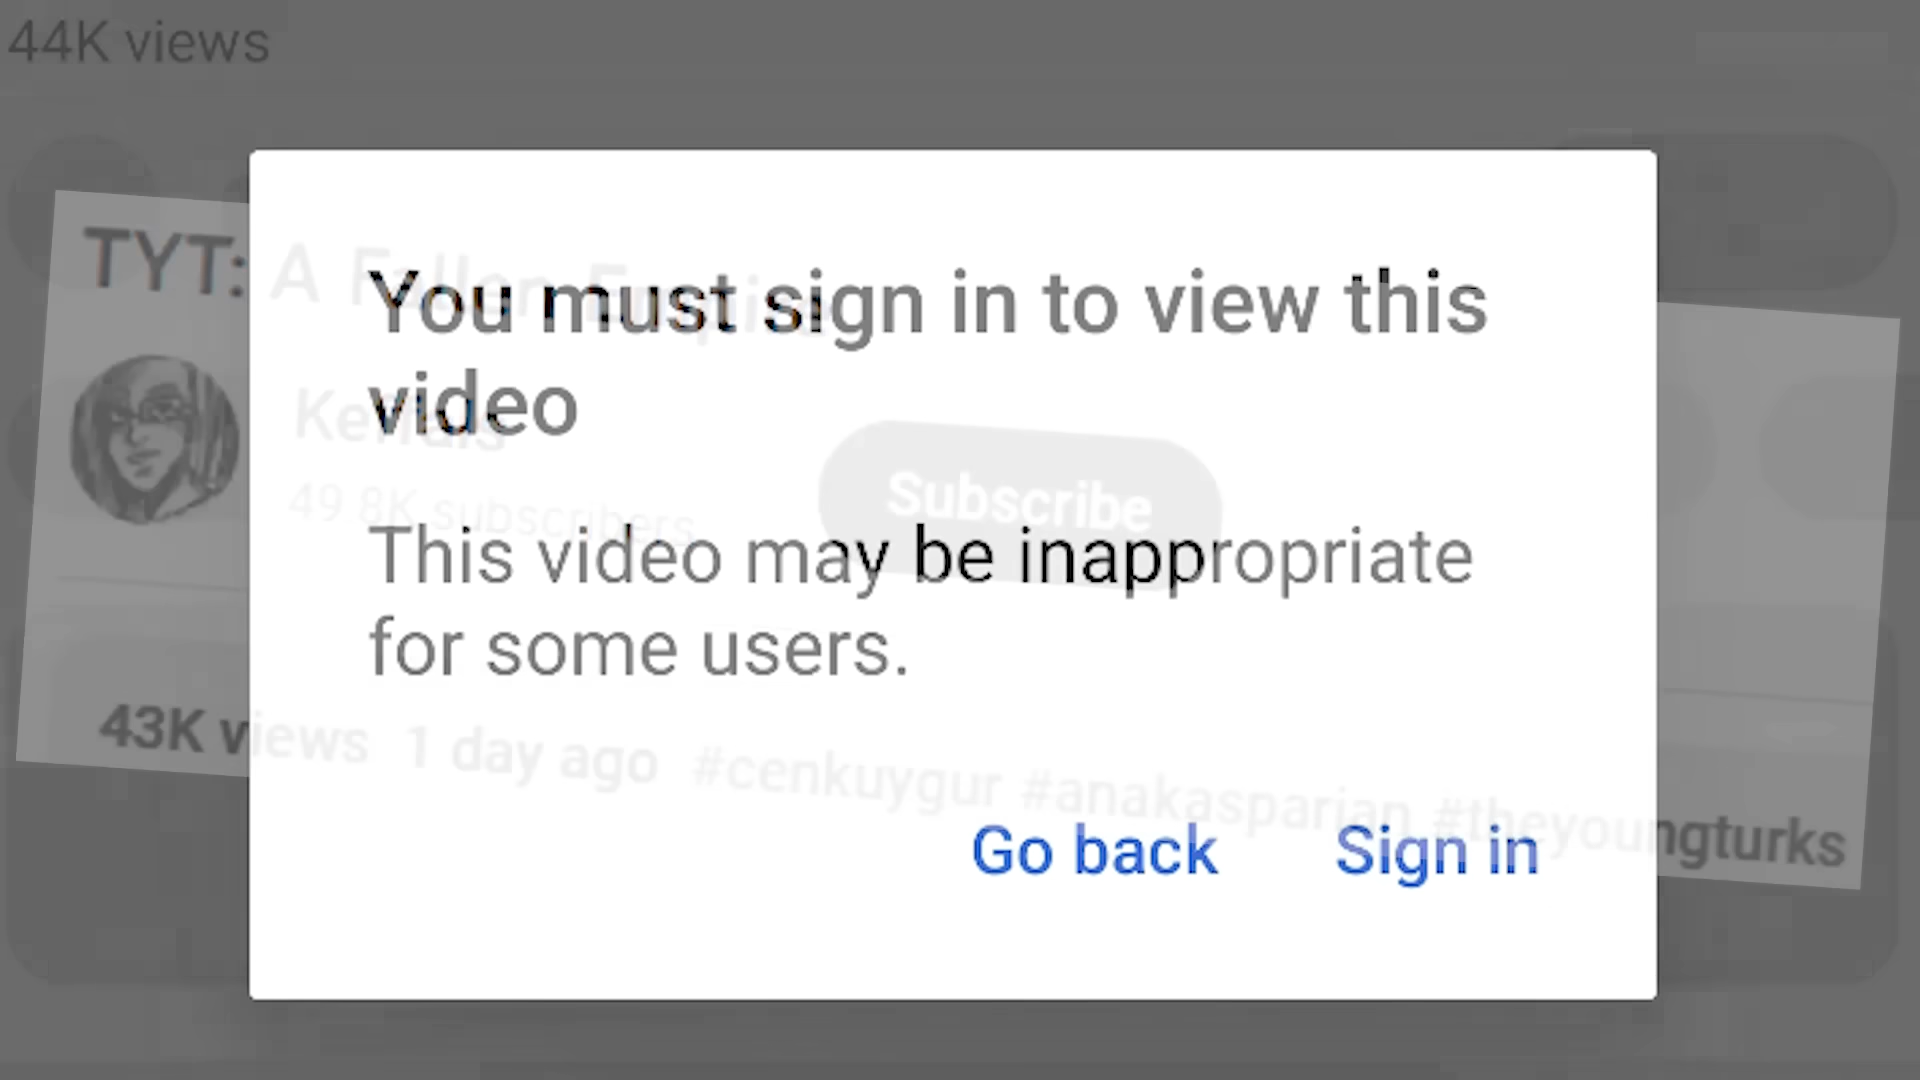 44K views
TYT: A Fallen Empire
You must sign in to view this
video
Keffals
49.8K subscribers
Subscribe
This video may be inappropriate
for some users.
43K views 1 day ago #cenkuygur #anakasparian #theyoungturks
Go back Sign in